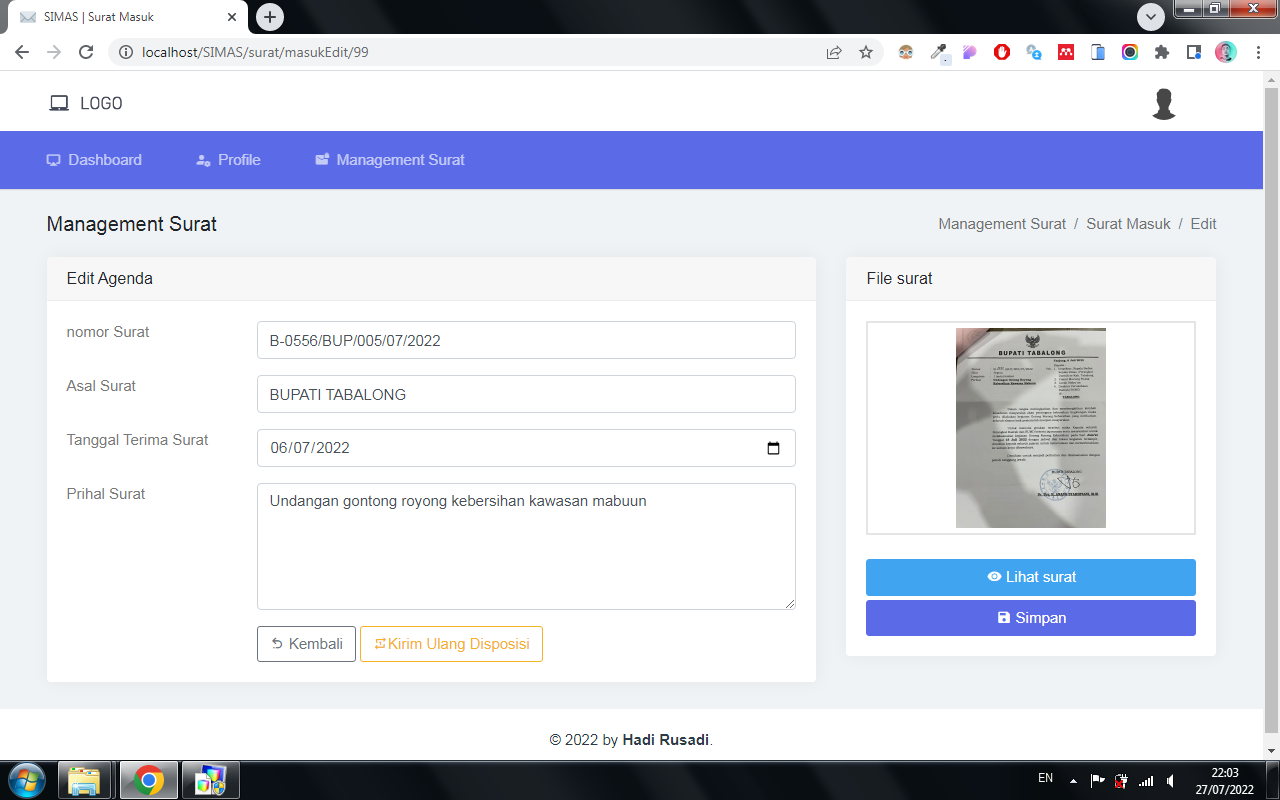 SIMAS | Surat Masuk
localhost/SIMAS/surat/masukEdit/99
LOGO
Dashboard
Profile
Management Surat
Management Surat
Management Surat / Surat Masuk / Edit
Edit Agenda
nomor Surat
B-0556/BUP/005/07/2022
Asal Surat
BUPATI TABALONG
Tanggal Terima Surat
06/07/2022
Prihal Surat
Undangan gontong royong kebersihan kawasan mabuun
Kembali
Kirim Ulang Disposisi
File surat
BUPATI TABALONG
TABALONG
Lihat surat
Simpan
© 2022 by Hadi Rusadi.
EN
22:03
27/07/2022